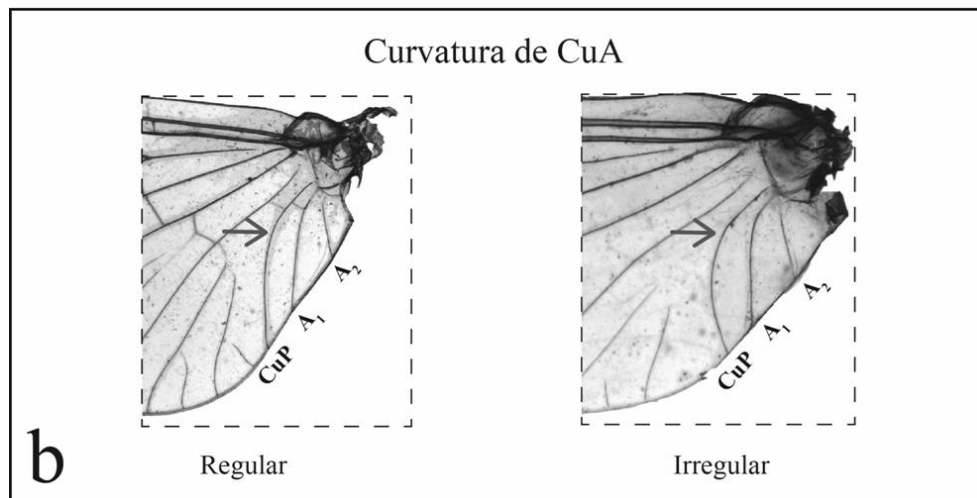 Curvatura de CuA
A2
A1
CuP
A2
A1
CuP
b
Regular
Irregular